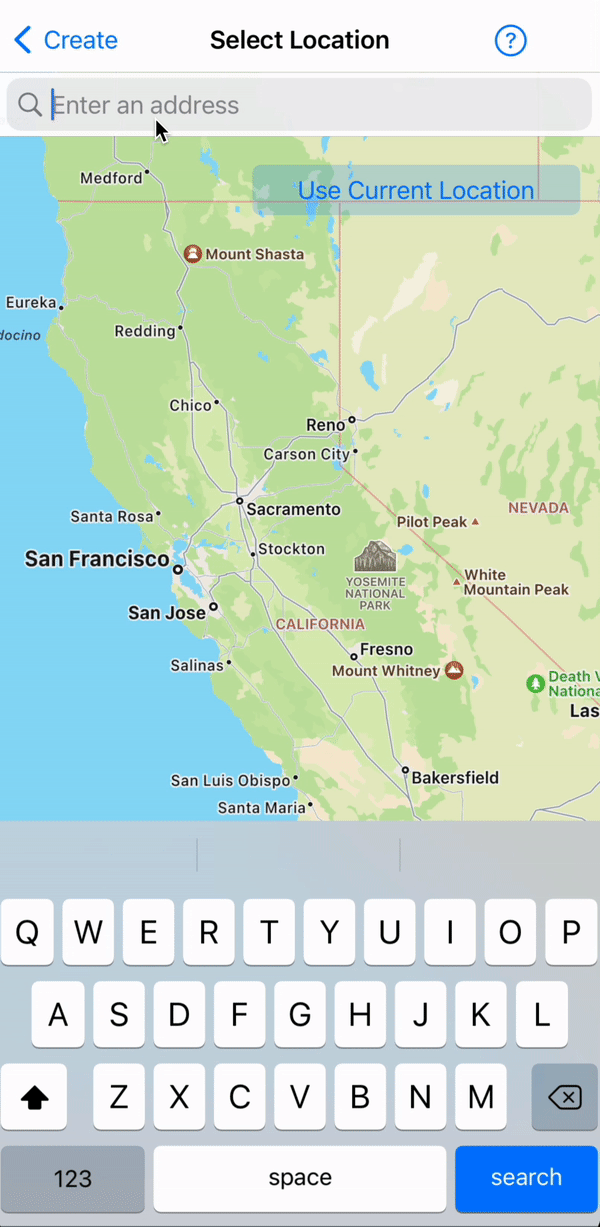 Create
Select Location
?
Enter an address
Medford
Use Current Location
Mount Shasta
Eureka
docino
Redding
Chico
Reno
Carson City
Sacramento
Santa Rosa
Pilot Peak
NEVADA
San Francisco
Stockton
YOSEMITE
NATIONAL
PARK
White
Mountain Peak
San Jose
CALIFORNIA
Fresno
Salinas
Mount Whitney
Death V
Nationa
Las
San Luis Obispo
Bakersfield
Santa Maria
Q W E R T Y U I O P
A S D F G H J K L
Z X C V B N M
123 space search